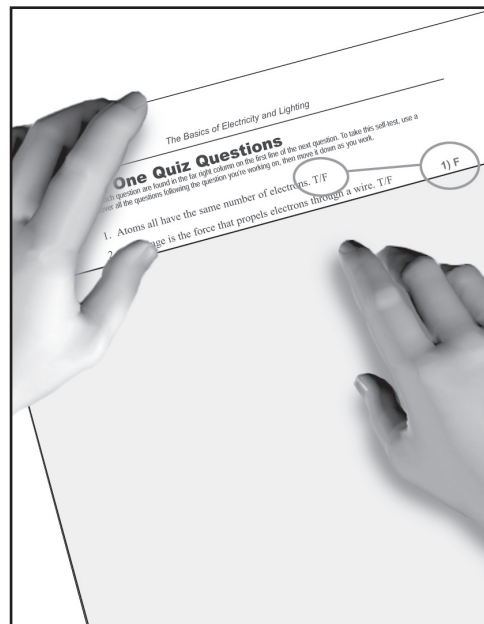 The Basics of Electricity and Lighting
One Quiz Questions
question are found in the far right column on the first line of the next question. To take this self-test, use a
all the questions following the question you're working on, then move it down as you work.
1. Atoms all have the same number of electrons. T/F
1) F
is the force that propels electrons through a wire. T/F